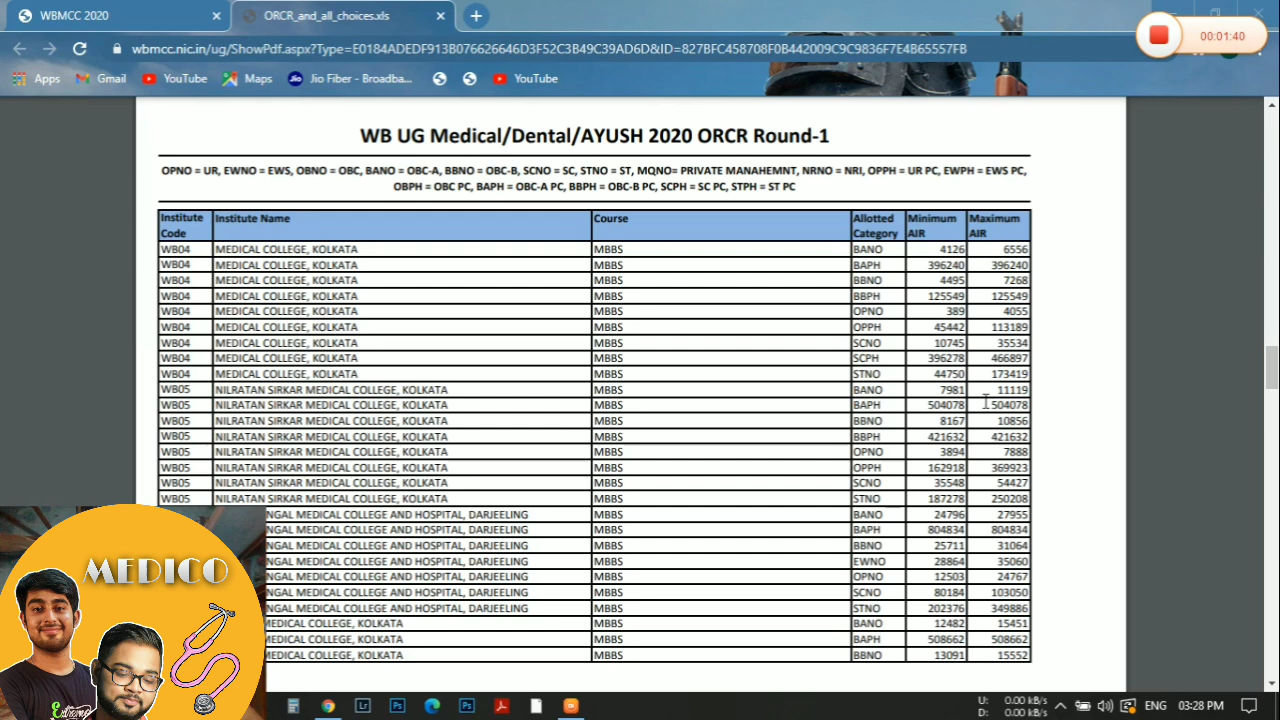 WBMCC 2020
ORCR_and_all_choices.xls
00:01:40
wbmcc.nic.in/ug/ShowPdf.aspx?Type=E0184ADEDF913B076626646D3F52C3B49C39AD6D&ID=827BFC458708F0B442009C9C9836F7E4B65557FB
Apps Gmail YouTube Maps Jio Fiber - Broadba... YouTube
WB UG Medical/Dental/AYUSH 2020 ORCR Round-1
OPNO = UR, EWNO = EWS, OBNO = OBC, BANO = OBC-A, BBNO = OBC-B, SCNO = SC, STNO = ST, MQNO= PRIVATE MANAHEMNT, NRNO = NRI, OPPH = UR PC, EWPH = EWS PC,
OBPH = OBC PC, BAPH = OBC-A PC, BBPH = OBC-B PC, SCPH = SC PC, STPH = ST PC
Institute Code Institute Name Course Allotted Category Minimum AIR Maximum AIR
WB04 MEDICAL COLLEGE, KOLKATA MBBS BANO 4126 6556
WB04 MEDICAL COLLEGE, KOLKATA MBBS BAPH 396240 396240
WB04 MEDICAL COLLEGE, KOLKATA MBBS BBNO 4495 7268
WB04 MEDICAL COLLEGE, KOLKATA MBBS BBPH 125549 125549
WB04 MEDICAL COLLEGE, KOLKATA MBBS OPNO 389 4055
WB04 MEDICAL COLLEGE, KOLKATA MBBS OPPH 45442 113189
WB04 MEDICAL COLLEGE, KOLKATA MBBS SCNO 10745 35534
WB04 MEDICAL COLLEGE, KOLKATA MBBS SCPH 396278 466897
WB04 MEDICAL COLLEGE, KOLKATA MBBS STNO 44750 173419
WB05 NILRATAN SIRKAR MEDICAL COLLEGE, KOLKATA MBBS BANO 7981 11119
WB05 NILRATAN SIRKAR MEDICAL COLLEGE, KOLKATA MBBS BAPH 504078 504078
WB05 NILRATAN SIRKAR MEDICAL COLLEGE, KOLKATA MBBS BBNO 8167 10856
WB05 NILRATAN SIRKAR MEDICAL COLLEGE, KOLKATA MBBS BBPH 421632 421632
WB05 NILRATAN SIRKAR MEDICAL COLLEGE, KOLKATA MBBS OPNO 3894 7888
WB05 NILRATAN SIRKAR MEDICAL COLLEGE, KOLKATA MBBS OPPH 162918 369923
WB05 NILRATAN SIRKAR MEDICAL COLLEGE, KOLKATA MBBS SCNO 35548 54427
WB05 NILRATAN SIRKAR MEDICAL COLLEGE, KOLKATA MBBS STNO 187278 250208
NGAL MEDICAL COLLEGE AND HOSPITAL, DARJEELING MBBS BANO 24796 27955
NGAL MEDICAL COLLEGE AND HOSPITAL, DARJEELING MBBS BAPH 804834 804834
NGAL MEDICAL COLLEGE AND HOSPITAL, DARJEELING MBBS BBNO 25711 31064
NGAL MEDICAL COLLEGE AND HOSPITAL, DARJEELING MBBS EWNO 28864 35060
NGAL MEDICAL COLLEGE AND HOSPITAL, DARJEELING MBBS OPNO 12503 24767
NGAL MEDICAL COLLEGE AND HOSPITAL, DARJEELING MBBS SCNO 80184 103050
NGAL MEDICAL COLLEGE AND HOSPITAL, DARJEELING MBBS STNO 202376 349886
MEDICAL COLLEGE, KOLKATA MBBS BANO 12482 15451
MEDICAL COLLEGE, KOLKATA MBBS BAPH 508662 508662
MEDICAL COLLEGE, KOLKATA MBBS BBNO 13091 15552
MEDICO
Extreme
Lr Ps Ps
U: 0.00 kB/s
D: 0.00 kB/s
ENG 03:28 PM